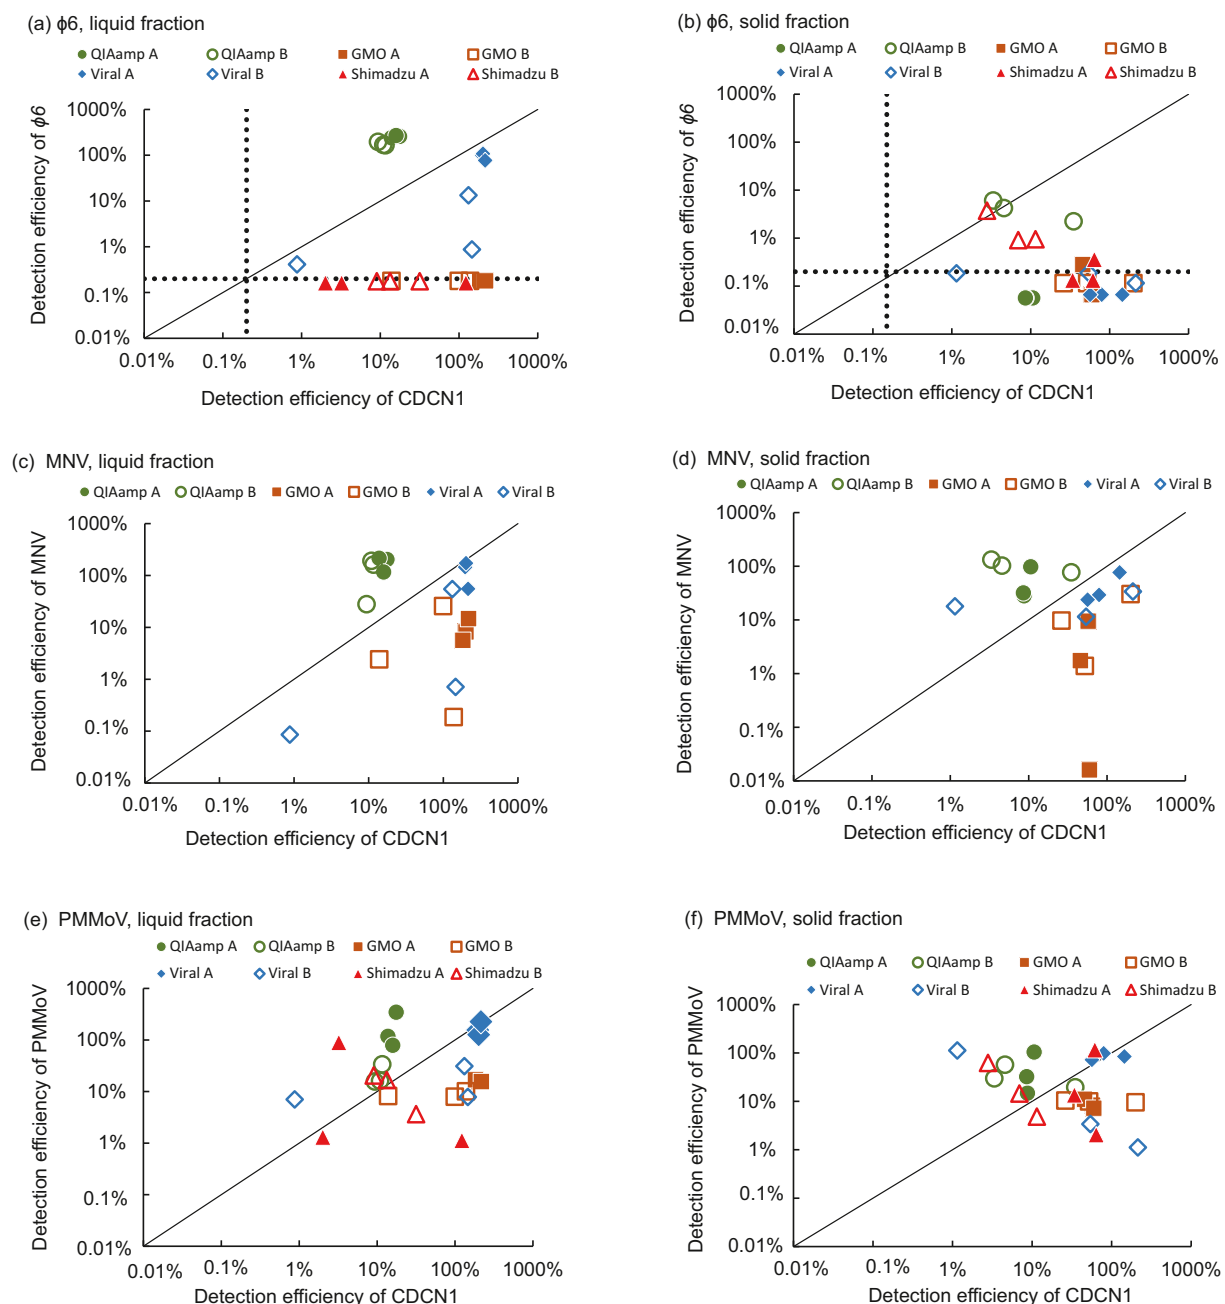 (a) ϕ6, liquid fraction
QIAamp A QIAamp B GMO A GMO B
Viral A Viral B Shimadzu A Shimadzu B
Detection efficiency of ϕ6
1000%
100%
10%
1%
0.1%
0.01%
0.01% 0.1% 1% 10% 100% 1000%
Detection efficiency of CDCN1
(b) ϕ6, solid fraction
QIAamp A QIAamp B GMO A GMO B
Viral A Viral B Shimadzu A Shimadzu B
Detection efficiency of ϕ6
1000%
100%
10%
1%
0.1%
0.01%
0.01% 0.1% 1% 10% 100% 1000%
Detection efficiency of CDCN1
(c) MNV, liquid fraction
QIAamp A QIAamp B GMO A GMO B Viral A Viral B
Detection efficiency of MNV
1000%
100%
10%
1%
0.1%
0.01%
0.01% 0.1% 1% 10% 100% 1000%
Detection efficiency of CDCN1
(d) MNV, solid fraction
QIAamp A QIAamp B GMO A GMO B Viral A Viral B
Detection efficiency of MNV
1000%
100%
10%
1%
0.1%
0.01%
0.01% 0.1% 1% 10% 100% 1000%
Detection efficiency of CDCN1
(e) PMMoV, liquid fraction
QIAamp A QIAamp B GMO A GMO B
Viral A Viral B Shimadzu A Shimadzu B
Detection efficiency of PMMoV
1000%
100%
10%
1%
0.1%
0.01%
0.01% 0.1% 1% 10% 100% 1000%
Detection efficiency of CDCN1
(f) PMMoV, solid fraction
QIAamp A QIAamp B GMO A GMO B
Viral A Viral B Shimadzu A Shimadzu B
Detection efficiency of PMMoV
1000%
100%
10%
1%
0.1%
0.01%
0.01% 0.1% 1% 10% 100% 1000%
Detection efficiency of CDCN1